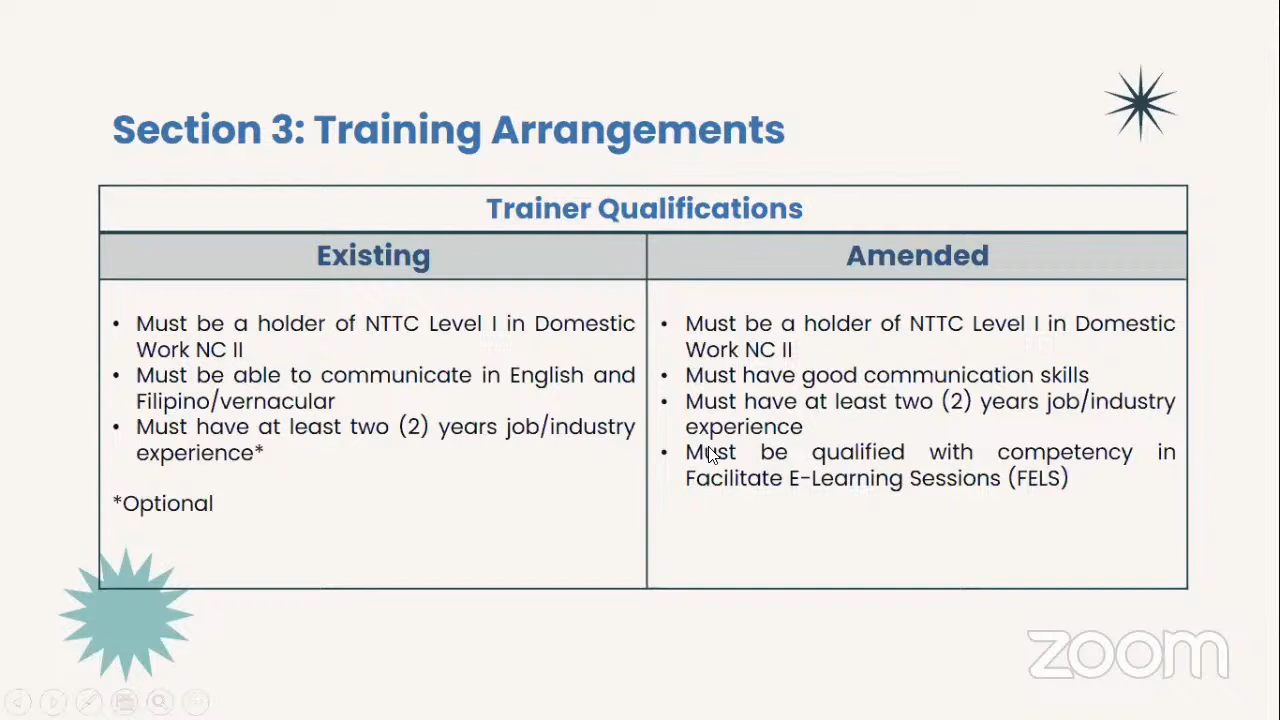 Section 3: Training Arrangements
Trainer Qualifications
Existing
Amended
• Must be a holder of NTTC Level I in Domestic
Work NC II
• Must be able to communicate in English and
Filipino/vernacular
• Must have at least two (2) years job/industry
experience*
*Optional
• Must be a holder of NTTC Level I in Domestic
Work NC II
• Must have good communication skills
• Must have at least two (2) years job/industry
experience
• Must be qualified with competency in
Facilitate E-Learning Sessions (FELS)
zoom